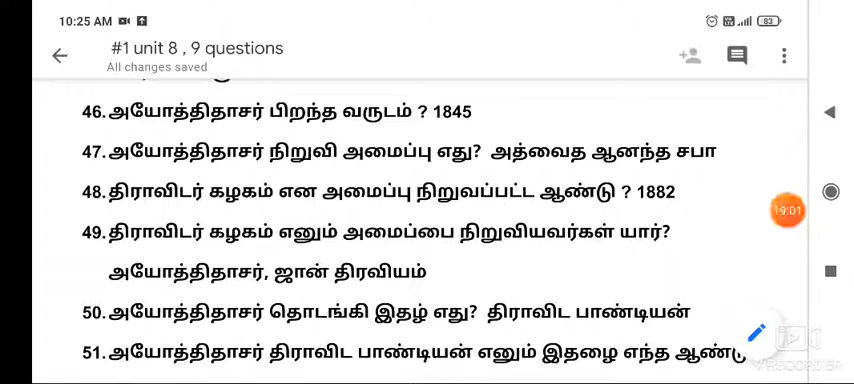 10:25 AM
83
#1 unit 8 , 9 questions
All changes saved
46. அயோத்திதாசர் பிறந்த வருடம் ? 1845
47. அயோத்திதாசர் நிறுவி அமைப்பு எது? அத்வைத ஆனந்த சபா
48. திராவிடர் கழகம் என அமைப்பு நிறுவப்பட்ட ஆண்டு ? 1882
19:01
49. திராவிடர் கழகம் எனும் அமைப்பை நிறுவியவர்கள் யார்?
அயோத்திதாசர், ஜான் திரவியம்
50. அயோத்திதாசர் தொடங்கி இதழ் எது? திராவிட பாண்டியன்
51. அயோத்திதாசர் திராவிட பாண்டியன் எனும் இதழை எந்த ஆண்டு